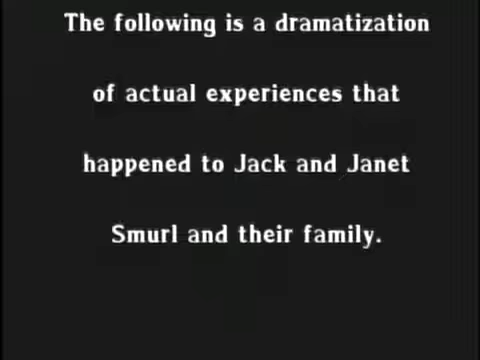 The following is a dramatization
of actual experiences that
happened to Jack and Janet
Smurl and their family.